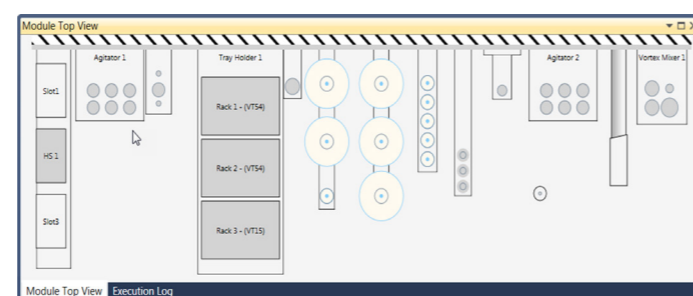 Module Top View
Agitator 1
Tray Holder 1
Agitator 2
Vortex Mixer 1
Slot1
Rack 1 - (VT54)
HS 1
Rack 2 - (VT54)
Slot3
Rack 3 - (VT15)
Module Top View
Execution Log